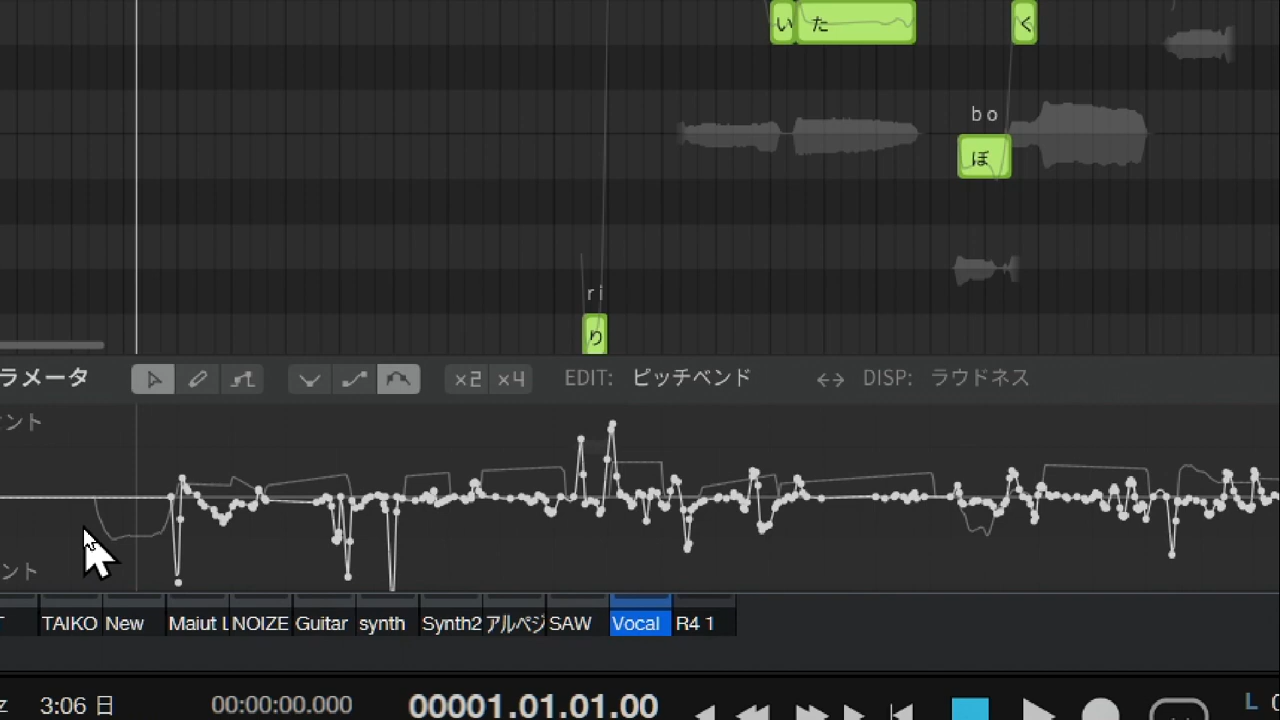 い た く
b o
ぼ
r i
り
ラメータ ×2 ×4 EDIT: ピッチベンド DISP: ラウドネス
ント
ント
TAIKO New Maiut L NOIZE Guitar synth Synth2 アルペジ SAW Vocal R4 1
3:06 日 00:00:00.000 00001.01.01.00 L